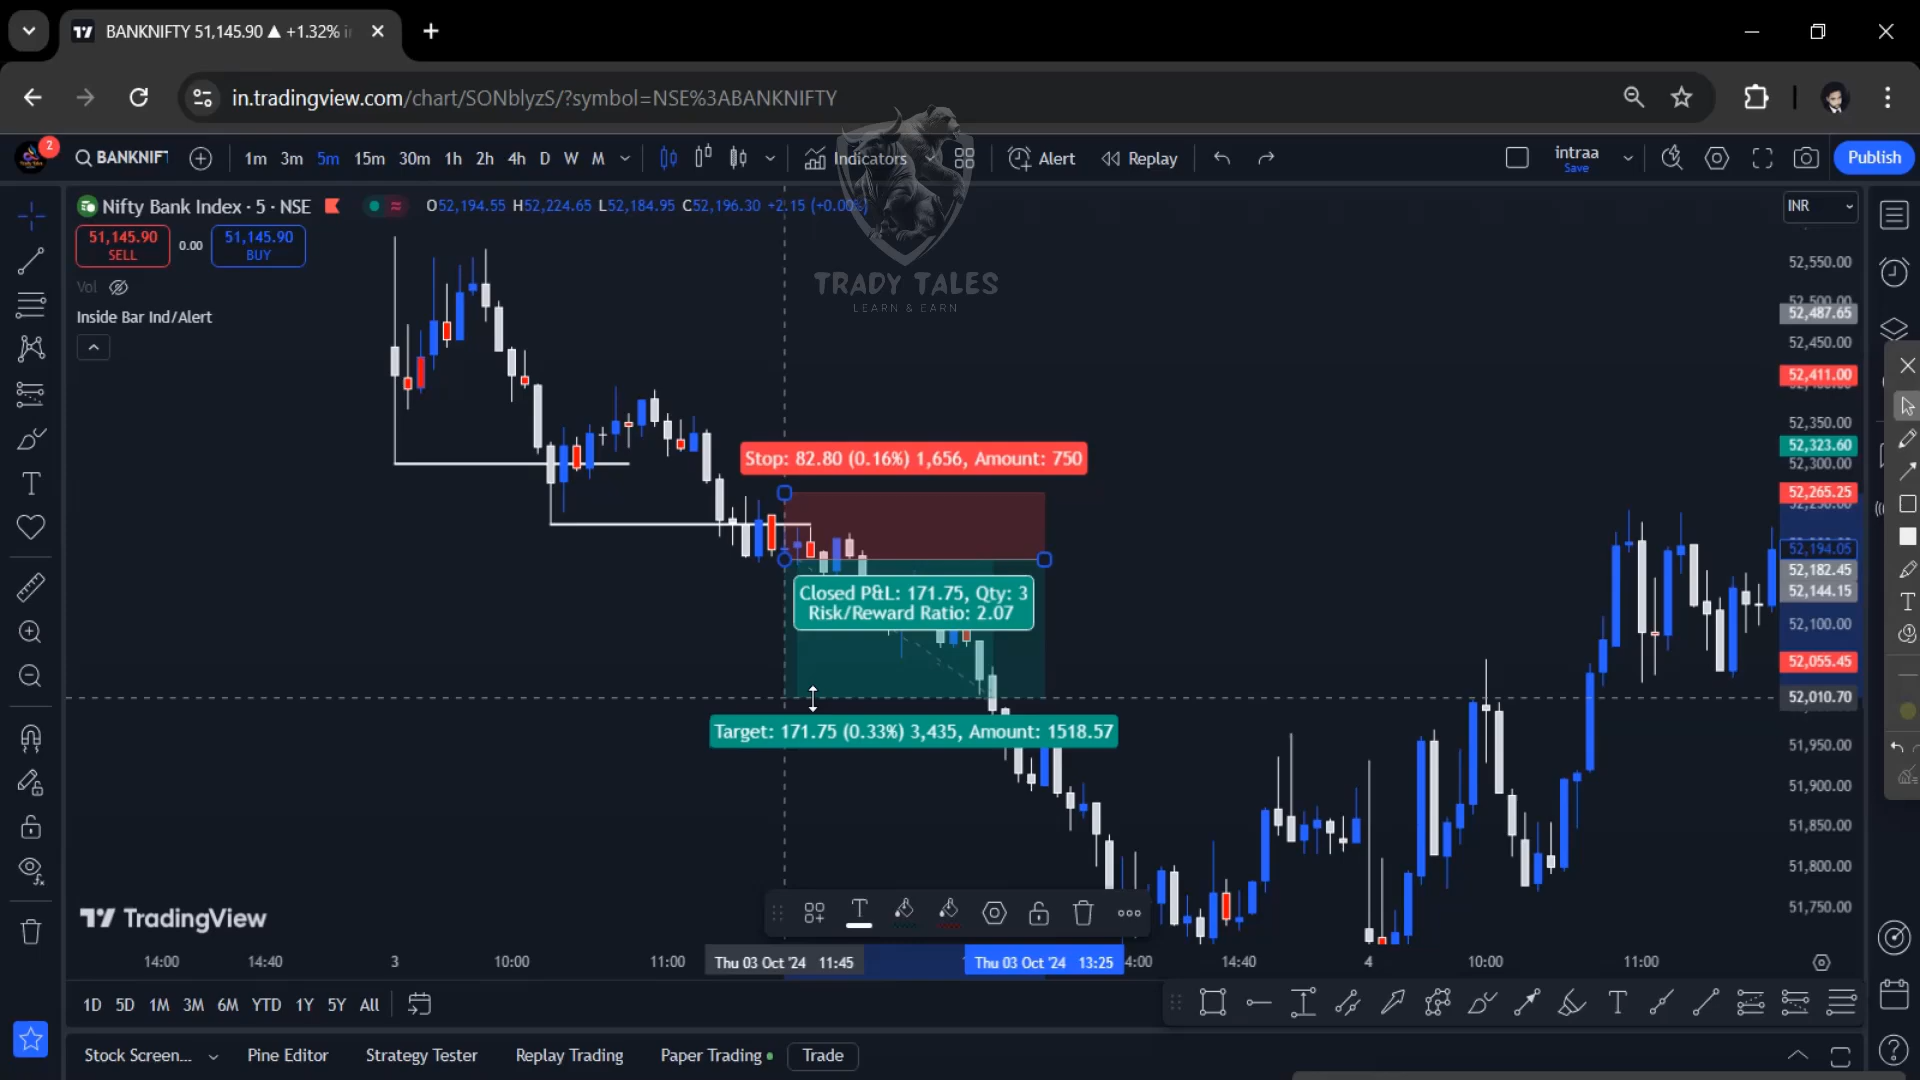 BANKNIFTY 51,145.90 ▲ +1.32%
in.tradingview.com/chart/SONblyzS/?symbol=NSE%3ABANKNIFTY
2
BANKNIF
1m 3m 5m 15m 30m 1h 2h 4h D W M
Indicators
Alert
Replay
intraa
Save
Publish
Nifty Bank Index · 5 · NSE
O52,194.55 H52,224.65 L52,184.95 C52,196.30 +2.15 (+0.00%)
INR
51,145.90
SELL
0.00
51,145.90
BUY
Vol
Inside Bar Ind/Alert
TRADY TALES
LEARN & EARN
52,550.00
52,487.65
52,450.00
52,411.00
52,350.00
52,323.60
52,300.00
52,265.25
52,194.05
52,182.45
52,144.15
52,100.00
52,055.45
52,010.70
51,950.00
51,900.00
51,850.00
51,800.00
51,750.00
Stop: 82.80 (0.16%) 1,656, Amount: 750
Closed P&L: 171.75, Qty: 3
Risk/Reward Ratio: 2.07
Target: 171.75 (0.33%) 3,435, Amount: 1518.57
TradingView
14:00 14:40 3 10:00 11:00 Thu 03 Oct '24 11:45 Thu 03 Oct '24 13:25 4:00 14:40 4 10:00 11:00
1D 5D 1M 3M 6M YTD 1Y 5Y All
Stock Screen... Pine Editor Strategy Tester Replay Trading Paper Trading Trade